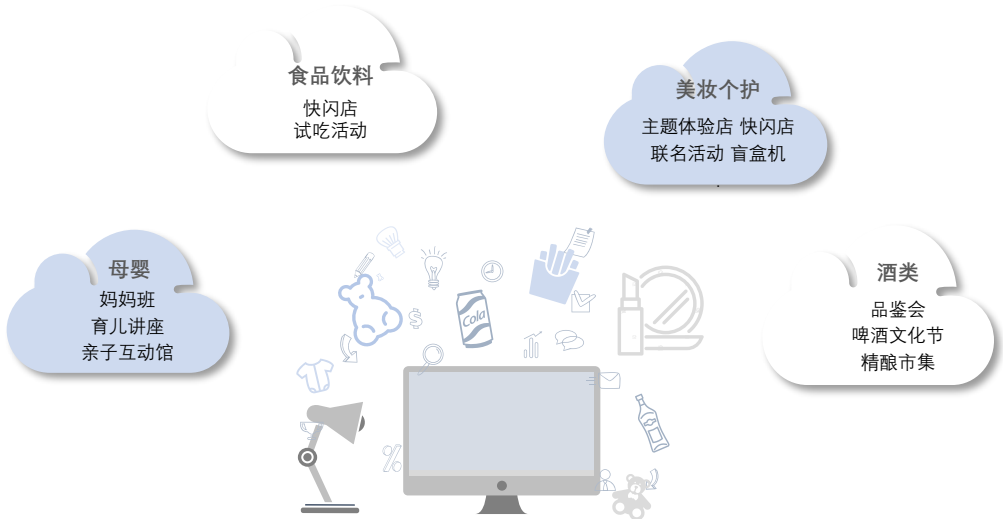 食品饮料
快闪店
试吃活动
美妆个护
主题体验店 快闪店
联名活动 盲盒机
.
母婴
妈妈班
育儿讲座
亲子互动馆
酒类
品鉴会
啤酒文化节
精酿市集
Cola
$
%